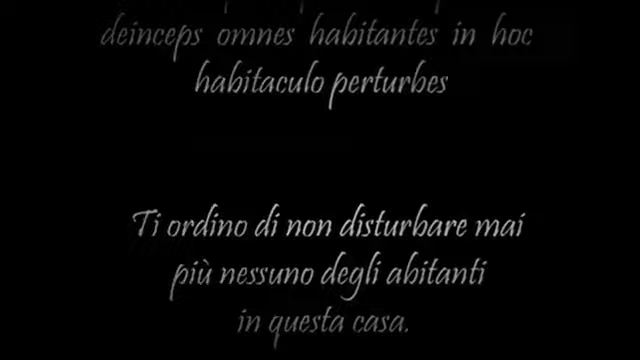 deinceps omnes habitantes in hoc
habitaculo perturbes
Ti ordino di non disturbare mai
più nessuno degli abitanti
in questa casa.